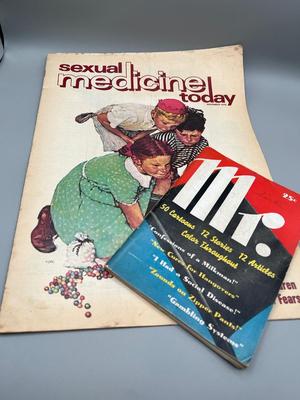 sexual
medicine
today
Mr.
25¢
50 Cartoons 12 Stories 12 Articles
Color Throughout
"Confessions of a Milkman!"
"New Cures for Hangovers"
"I Had a Social Disease!"
"Zounds on Zipper Pants!"
"Gambling Systems"
Fears